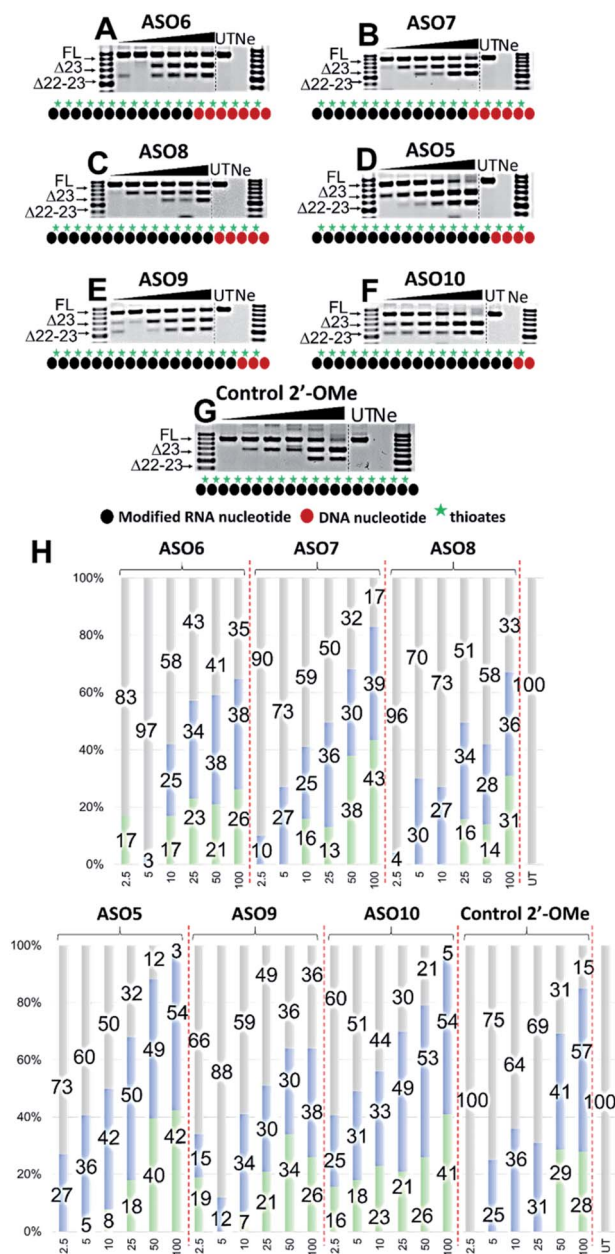 A ASO6 B ASO7
UTNe UTNe
FL FL
Δ23 Δ23
Δ22-23 Δ22-23
C ASO8 D ASO5
UTNe UTNe
FL FL
Δ23 Δ23
Δ22-23 Δ22-23
E ASO9 F ASO10
UTNe UT Ne
FL FL
Δ23 Δ23
Δ22-23 Δ22-23
G Control 2'-OMe
UTNe
FL
Δ23
Δ22-23
Modified RNA nucleotide DNA nucleotide thioates
H
ASO6 ASO7 ASO8
100%
80%
60%
40%
20%
0%
83 97 58 43 41 35 90 73 59 50 32 17 96 70 73 51 58 33 100
25 34 38 38 10 27 25 36 30 39 4 30 27 34 28 36
17 3 17 23 21 26 16 13 38 43 16 14 31
2.5 5 10 25 50 100 2.5 5 10 25 50 100 2.5 5 10 25 50 100 UT
ASO5 ASO9 ASO10 Control 2'-OMe
100%
80%
60%
40%
20%
0%
73 60 50 32 12 3 66 88 59 49 36 36 60 51 44 30 21 5 100 75 64 69 31 15 100
27 36 42 50 49 54 15 12 34 30 30 38 25 31 33 49 53 54 25 36 31 41 57
5 8 18 40 42 19 7 21 34 26 16 18 23 21 26 41 29 28
2.5 5 10 25 50 100 2.5 5 10 25 50 100 2.5 5 10 25 50 100 2.5 5 10 25 50 100 UT